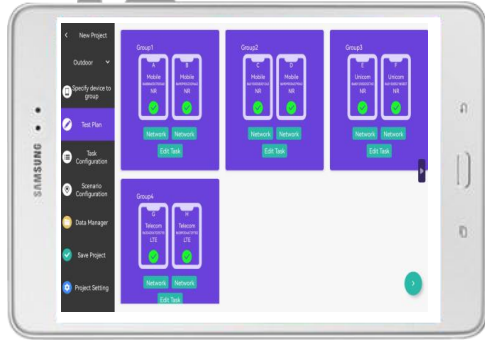 SAMSUNG
New Project
Outdoor
Specify device to
group
Test Plan
Task
Configuration
Scenario
Configuration
Data Manager
Save Project
Project Setting
Group1
A
Mobile
NR
B
Mobile
NR
Network
Network
Edit Task
Group2
C
Mobile
NR
D
Mobile
NR
Network
Network
Edit Task
Group3
E
Unicom
NR
F
Unicom
NR
Network
Network
Edit Task
Group4
G
Telecom
LTE
H
Telecom
LTE
Network
Network
Edit Task